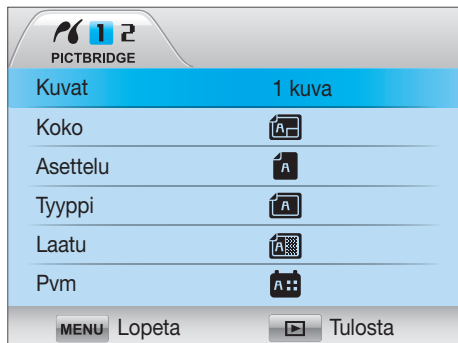 1 2
PICTBRIDGE
Kuvat 1 kuva
Koko A
Asettelu A
Tyyppi A
Laatu A
Pvm A
MENU Lopeta Tulosta